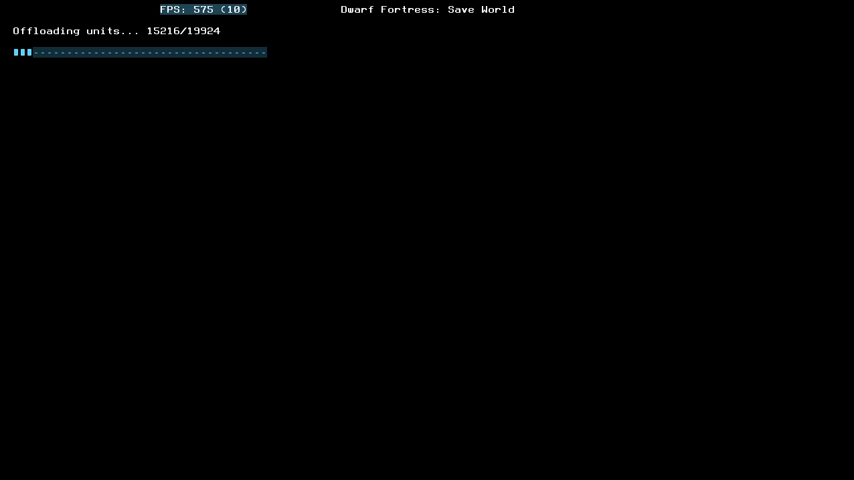 FPS: 575 (10) Dwarf Fortress: Save World
Offloading units... 15216/19924